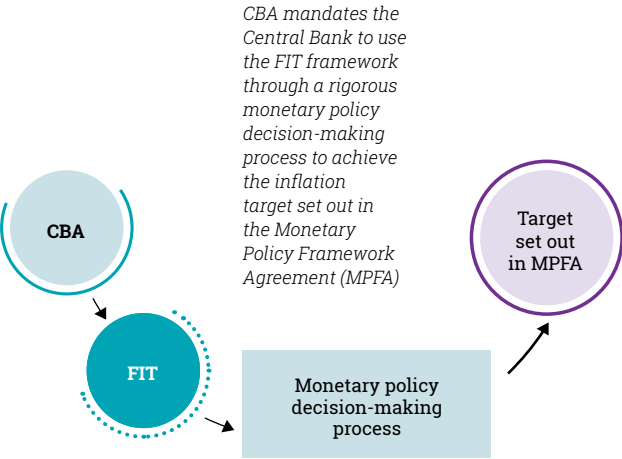 CBA mandates the
Central Bank to use
the FIT framework
through a rigorous
monetary policy
decision-making
process to achieve
the inflation
target set out in
the Monetary
Policy Framework
Agreement (MPFA)
CBA
Target
set out
in MPFA
FIT
Monetary policy
decision-making
process